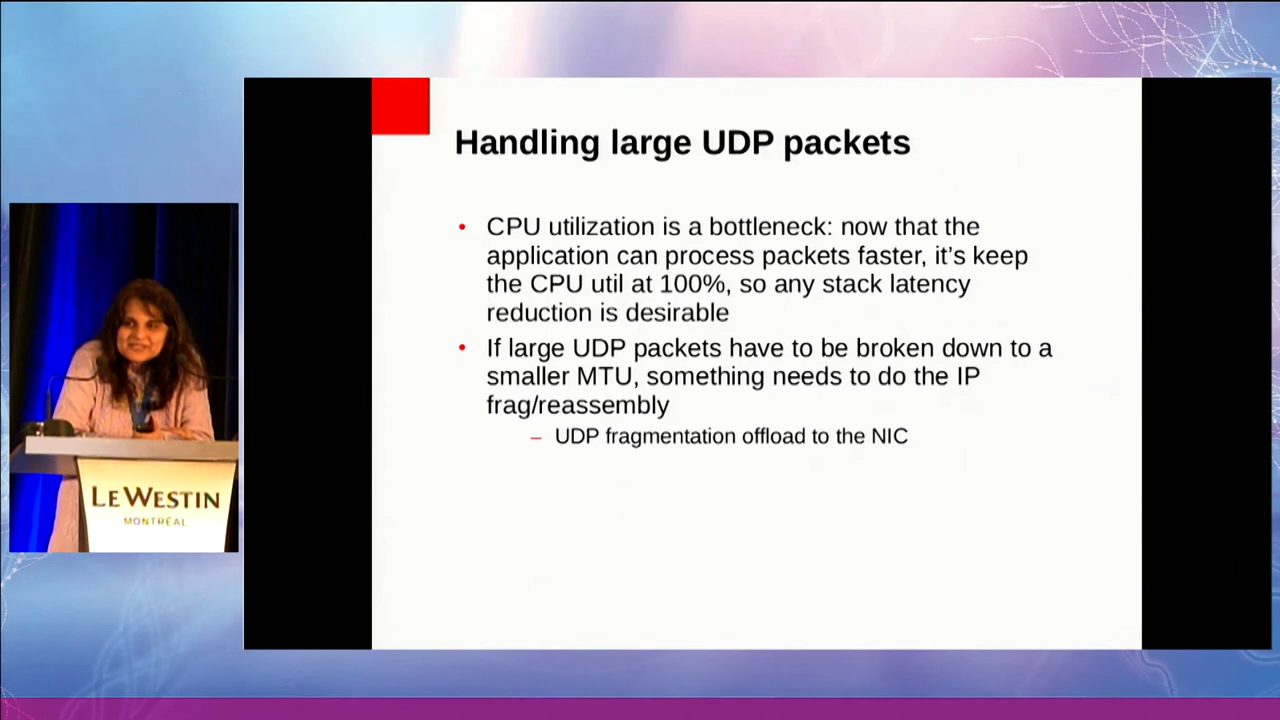 Handling large UDP packets
• CPU utilization is a bottleneck: now that the
application can process packets faster, it’s keep
the CPU util at 100%, so any stack latency
reduction is desirable
• If large UDP packets have to be broken down to a
smaller MTU, something needs to do the IP
frag/reassembly
– UDP fragmentation offload to the NIC
LE WESTIN
MONTRÉAL